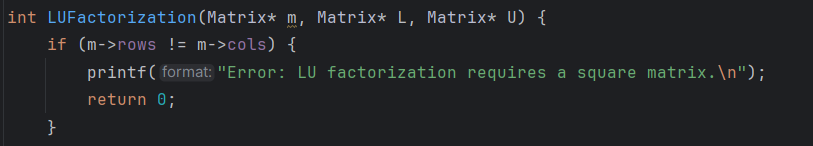 int LUFactorization(Matrix* m, Matrix* L, Matrix* U) {
    if (m->rows != m->cols) {
        printf( format: "Error: LU factorization requires a square matrix.\n");
        return 0;
    }